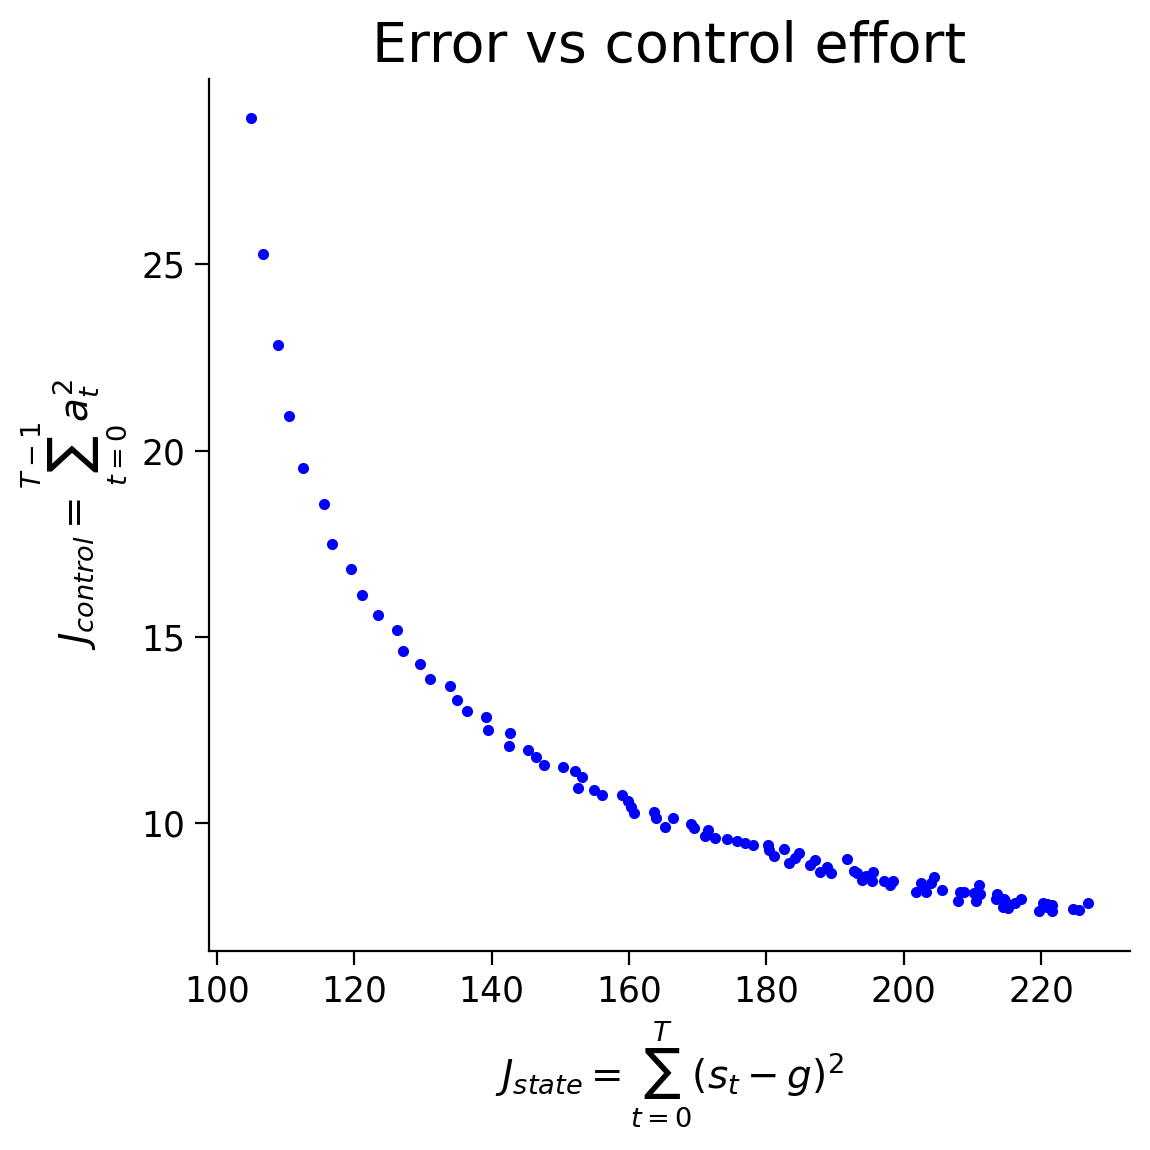 Error vs control effort
25
20
15
10
J_{control} = \sum_{t=0}^{T-1} a_t^2
100 120 140 160 180 200 220
J_{state} = \sum_{t=0}^{T} (s_t - g)^2